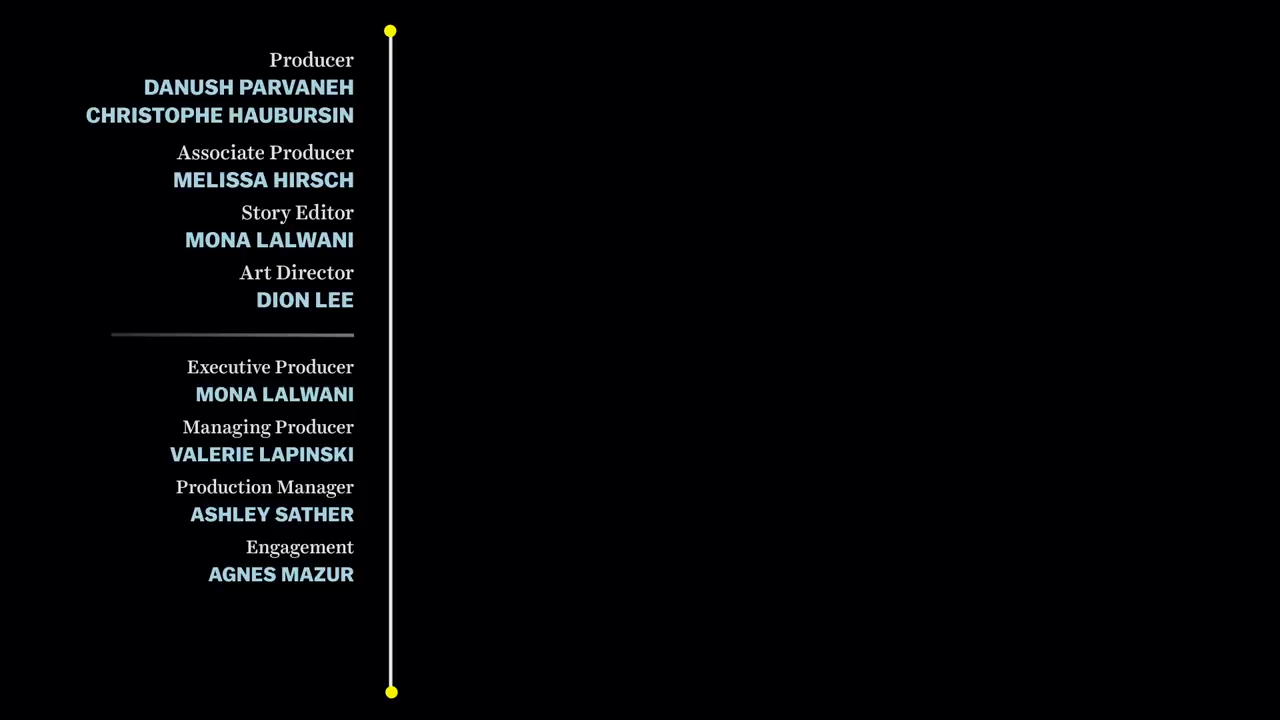 Producer
DANUSH PARVANEH
CHRISTOPHE HAUBURSIN
Associate Producer
MELISSA HIRSCH
Story Editor
MONA LALWANI
Art Director
DION LEE
Executive Producer
MONA LALWANI
Managing Producer
VALERIE LAPINSKI
Production Manager
ASHLEY SATHER
Engagement
AGNES MAZUR